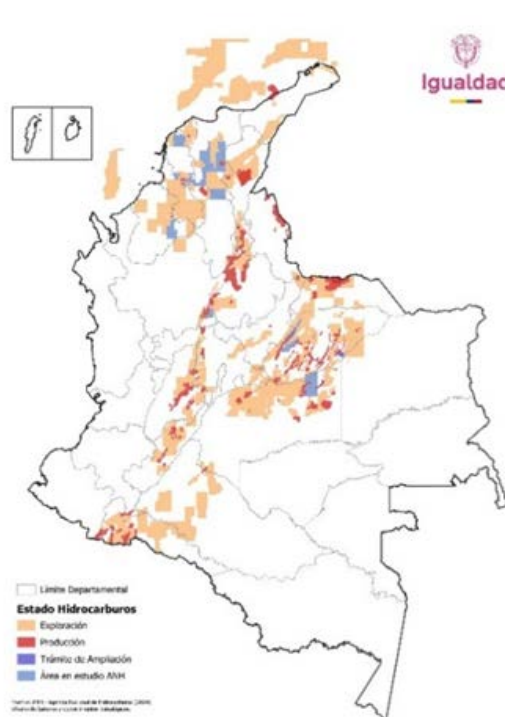 Igualdad
Límite Departamental
Estado Hidrocarburos
Exploración
Producción
Trámite de Ampliación
Área en estudio ANH